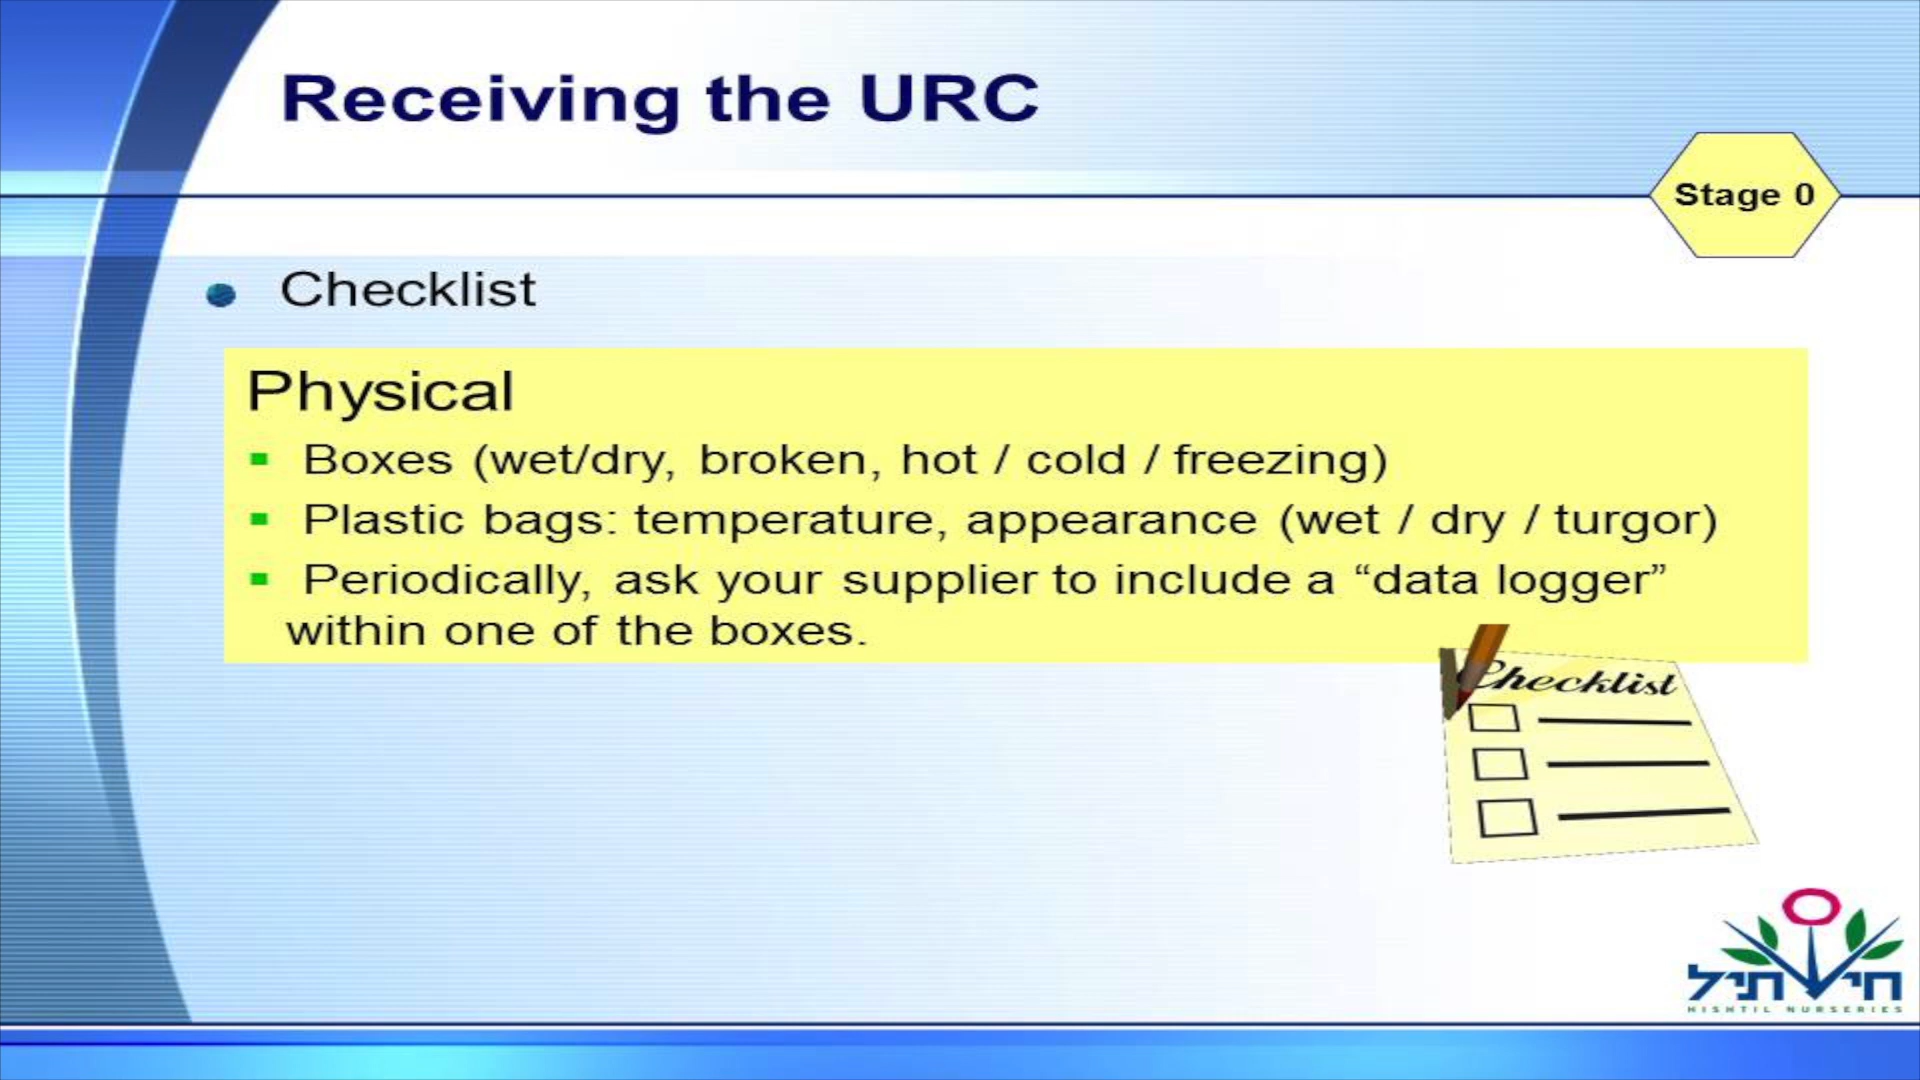 Receiving the URC
Stage 0
Checklist
Physical
Boxes (wet/dry, broken, hot / cold / freezing)
Plastic bags: temperature, appearance (wet / dry / turgor)
Periodically, ask your supplier to include a “data logger”
within one of the boxes.
Checklist
חישתיל
HISHTIL NURSERIES